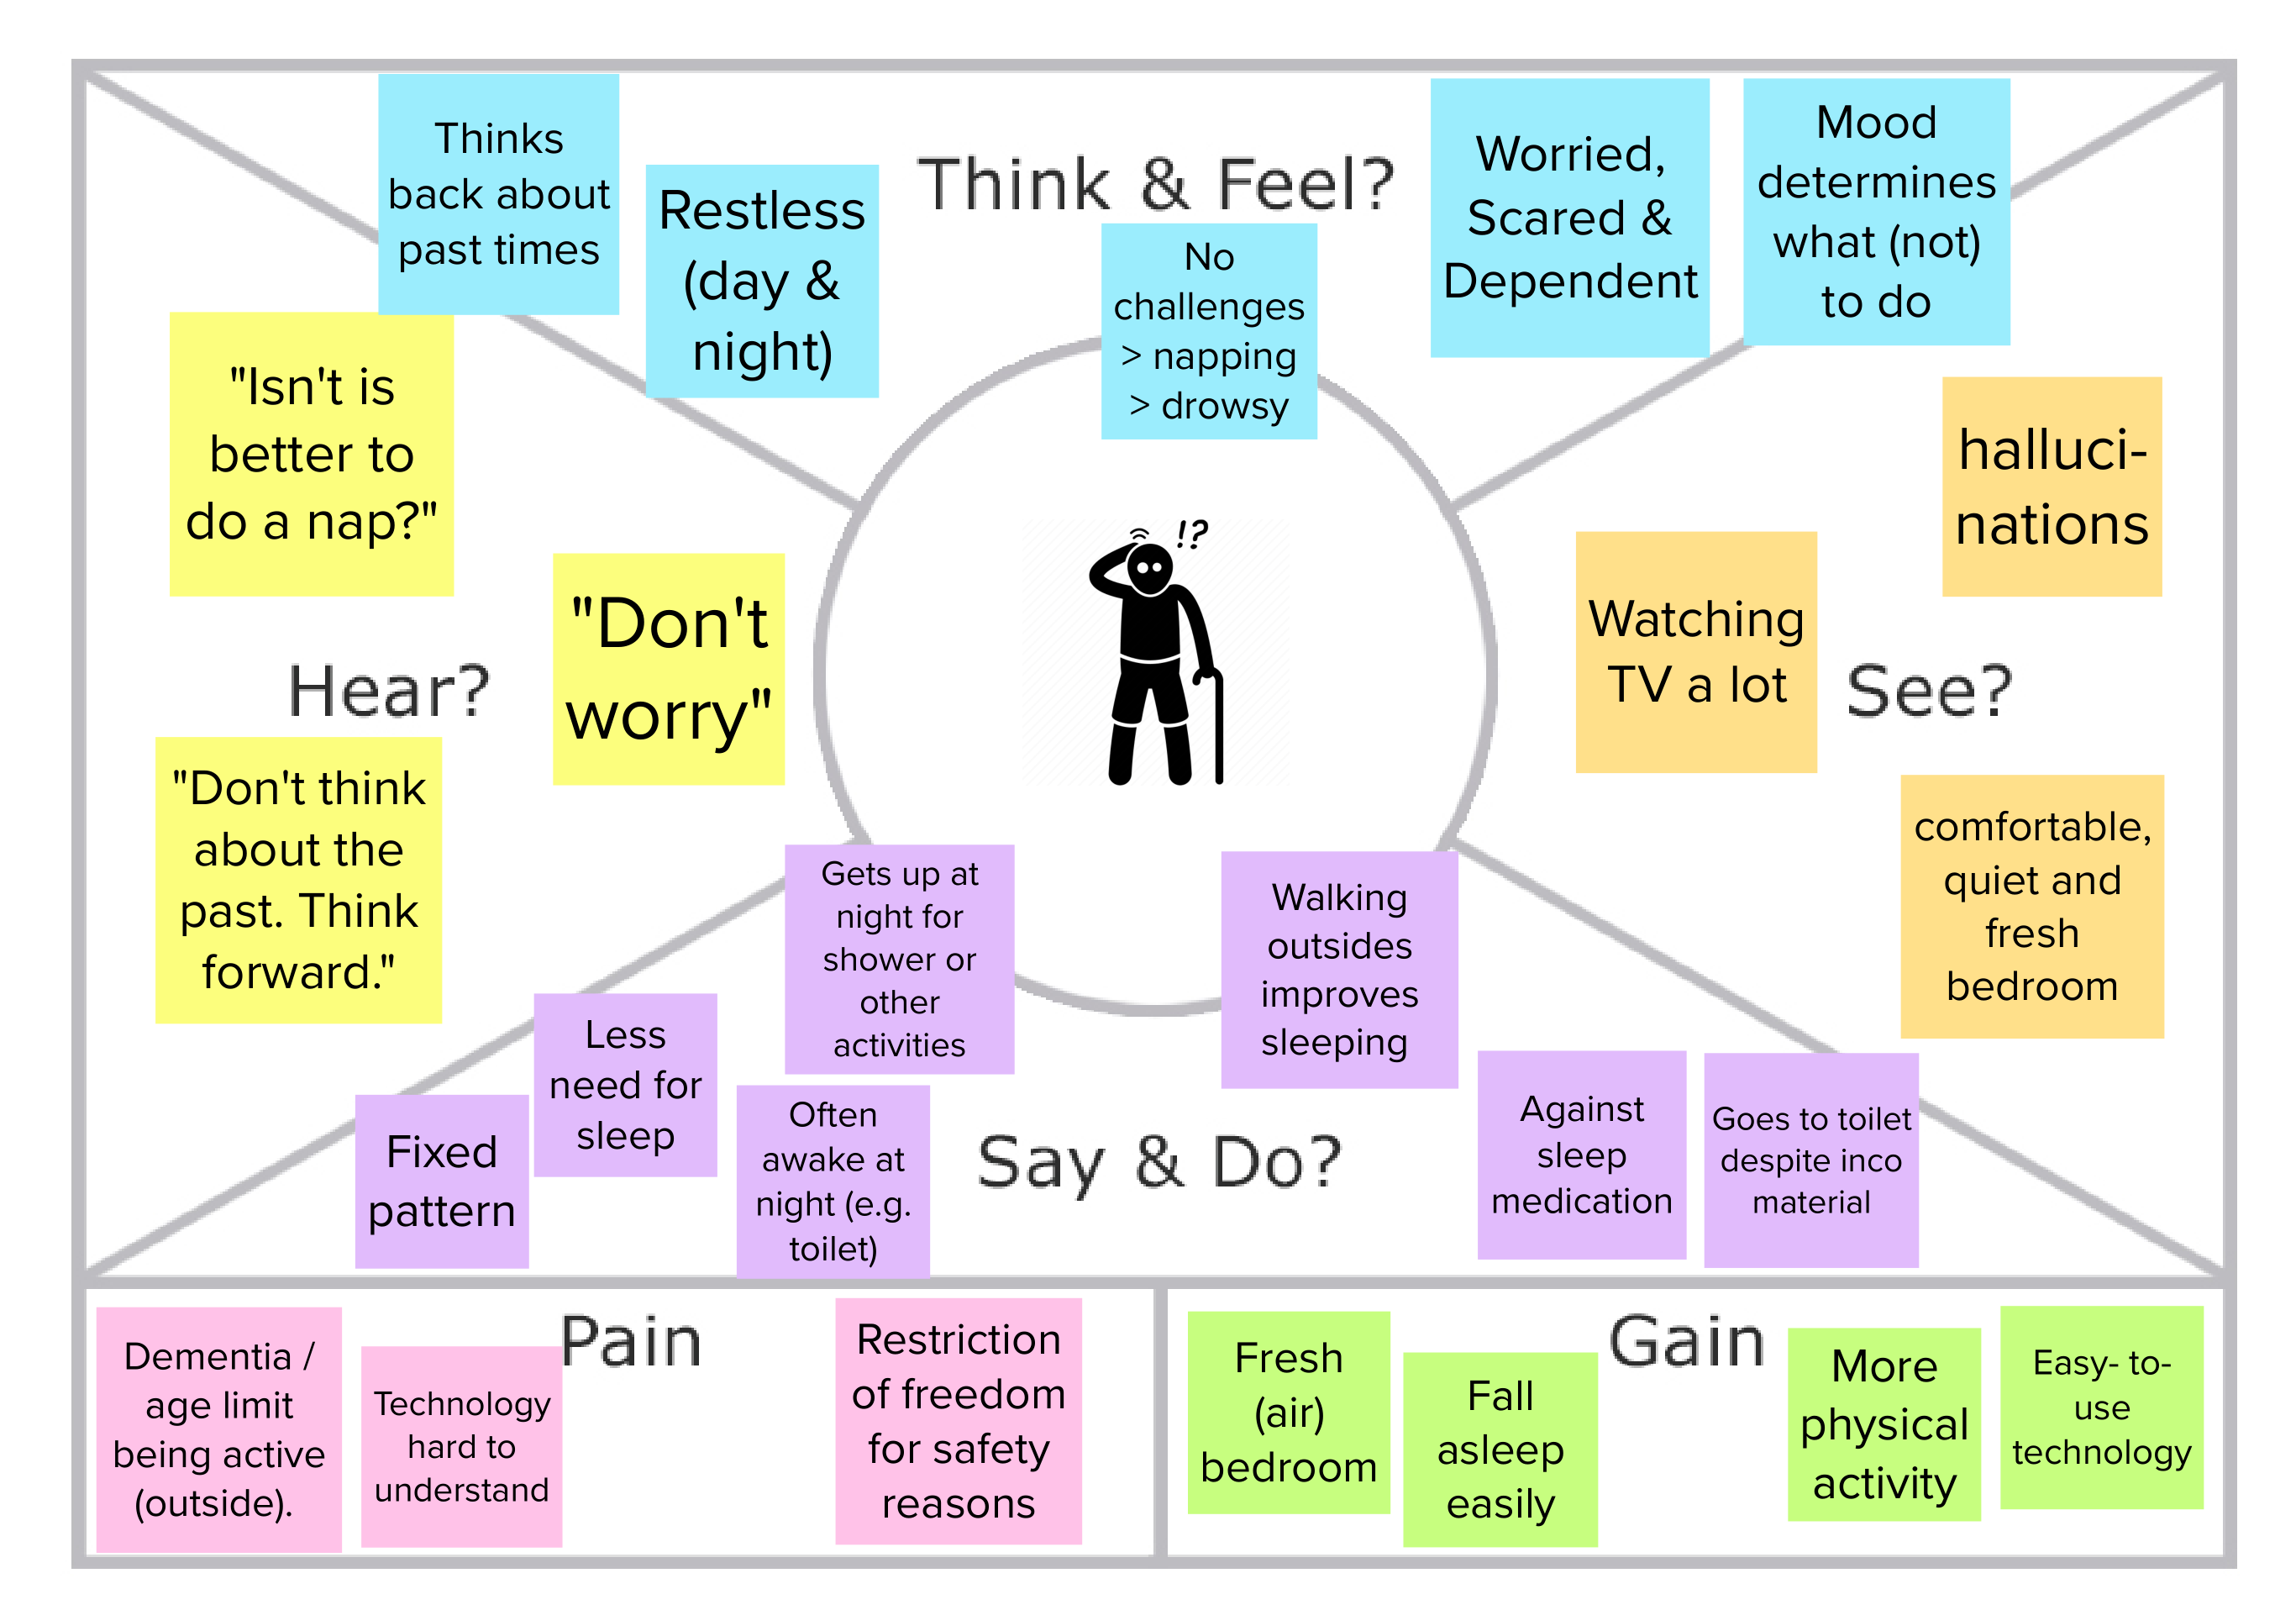 Think & Feel?
Thinks
back about
past times
Restless
(day &
night)
No
challenges
> napping
> drowsy
Worried,
Scared &
Dependent
Mood
determines
what (not)
to do
Hear?
"Isn't is
better to
do a nap?"
"Don't
worry"
"Don't think
about the
past. Think
forward."
!?
See?
halluci-
nations
Watching
TV a lot
comfortable,
quiet and
fresh
bedroom
Say & Do?
Gets up at
night for
shower or
other
activities
Walking
outsides
improves
sleeping
Less
need for
sleep
Fixed
pattern
Often
awake at
night (e.g.
toilet)
Against
sleep
medication
Goes to toilet
despite inco
material
Pain
Dementia /
age limit
being active
(outside).
Technology
hard to
understand
Restriction
of freedom
for safety
reasons
Gain
Fresh
(air)
bedroom
Fall
asleep
easily
More
physical
activity
Easy- to-
use
technology